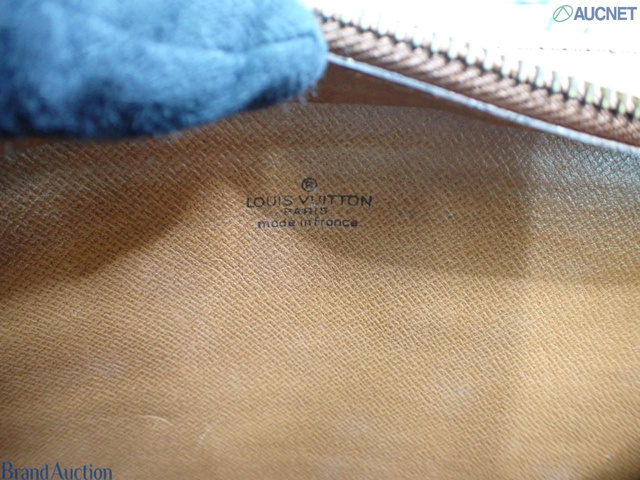 AUCNET
®
LOUIS VUITTON
PARIS
made in france
Brand Auction